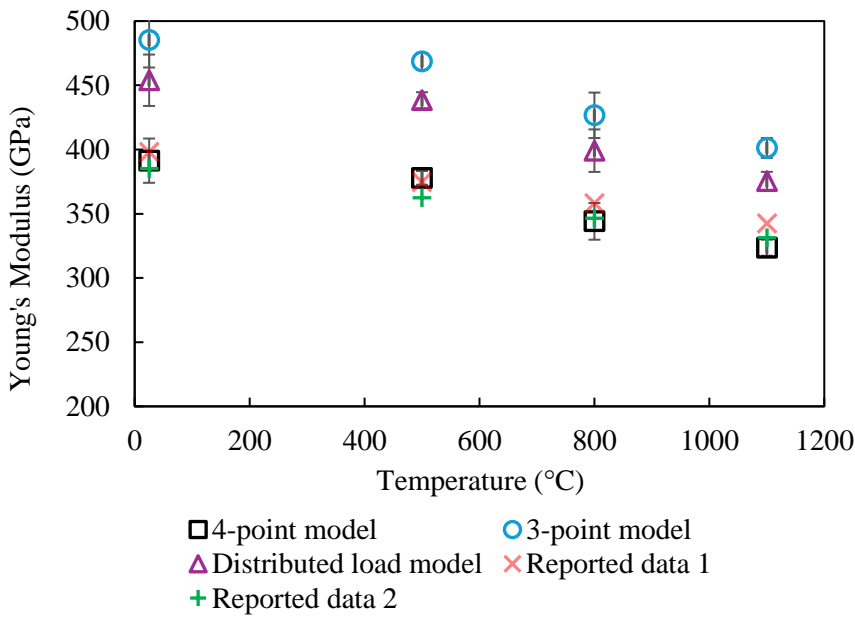 Young's Modulus (GPa)
500
450
400
350
300
250
200
0 200 400 600 800 1000 1200
Temperature (°C)
4-point model 3-point model
Distributed load model Reported data 1
Reported data 2